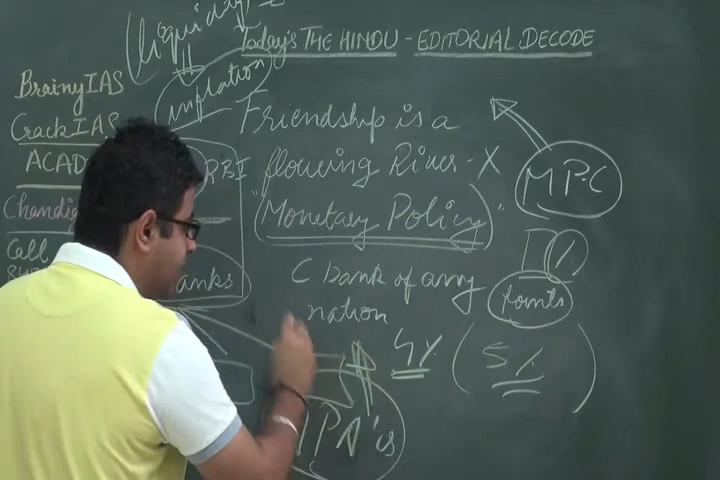 liquidity
Today's THE HINDU - EDITORIAL DECODE
inflation
BrainyIAS
CrackIAS
ACAD
Chandig
Call
RBI
anks
Friendship is a
flowing River - X
"Monetary Policy"
C bank of any
nation
MPC
Points
4%
(5%)
NPA's